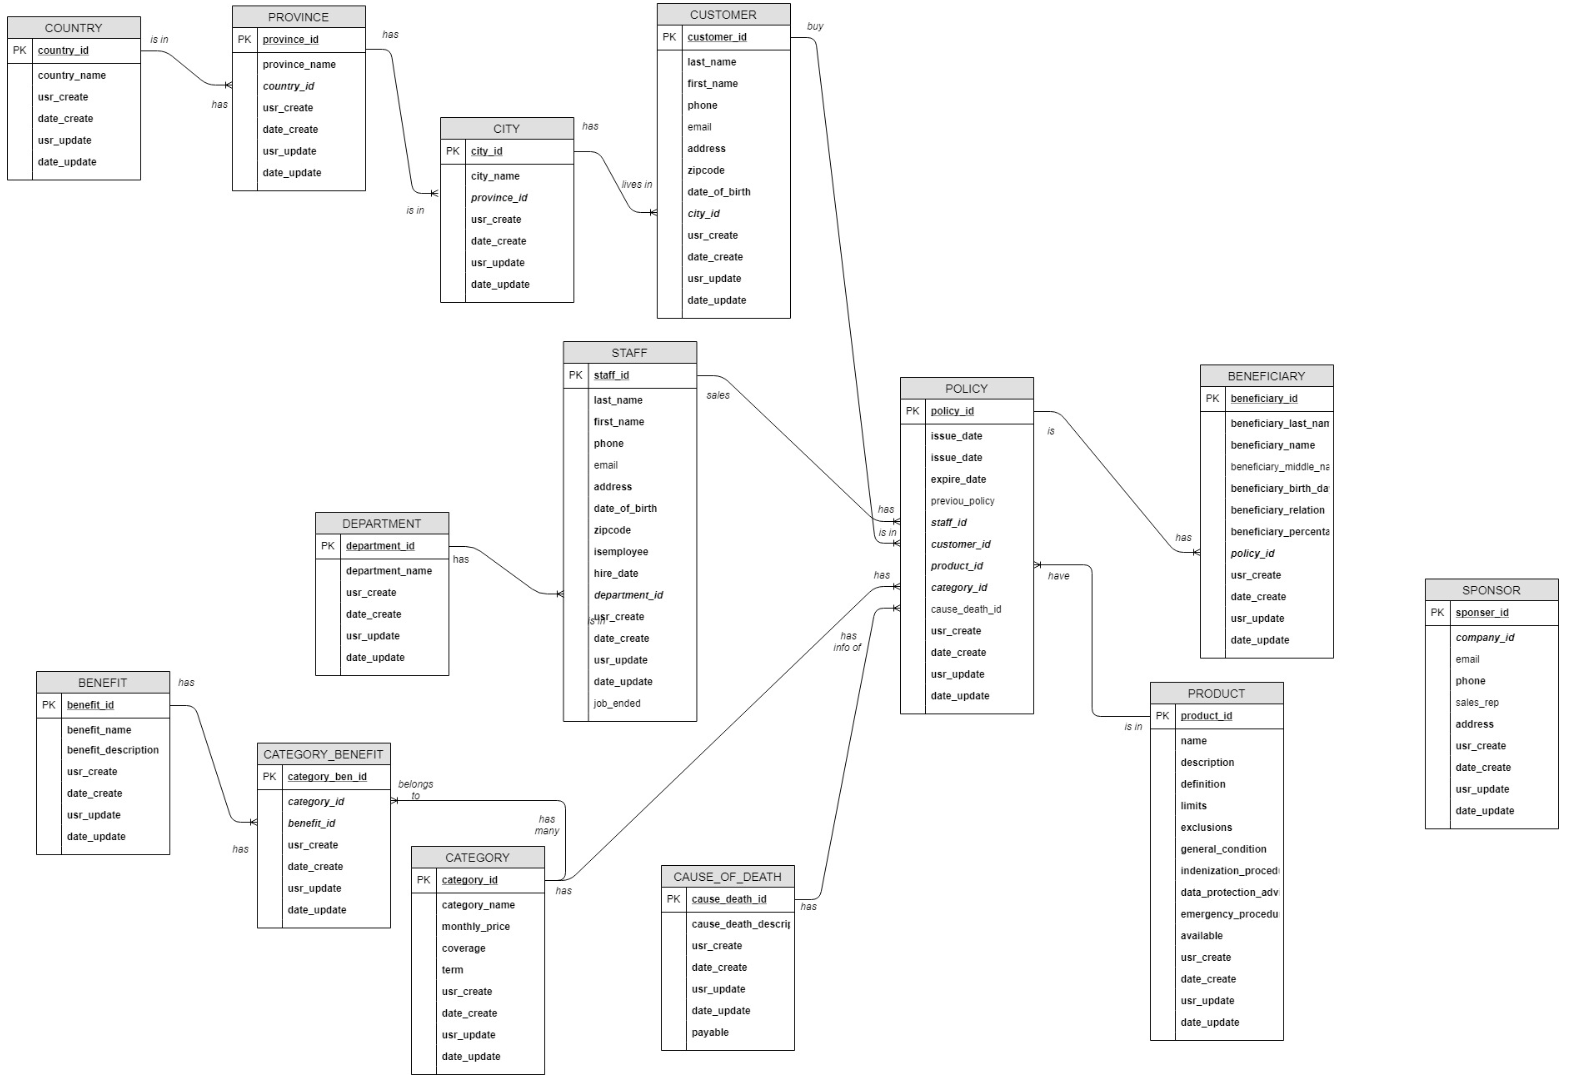 COUNTRY
PK country_id
country_name
usr_create
date_create
usr_update
date_update
is in
has
PROVINCE
PK province_id
province_name
country_id
usr_create
date_create
usr_update
date_update
has
is in
CITY
PK city_id
city_name
province_id
usr_create
date_create
usr_update
date_update
has
lives in
CUSTOMER
PK customer_id
last_name
first_name
phone
email
address
zipcode
date_of_birth
city_id
usr_create
date_create
usr_update
date_update
buy
STAFF
PK staff_id
last_name
first_name
phone
email
address
date_of_birth
zipcode
isemployee
hire_date
department_id
usr_create
is in
date_create
usr_update
date_update
job_ended
sales
has
is in
POLICY
PK policy_id
issue_date
issue_date
expire_date
previou_policy
staff_id
customer_id
product_id
category_id
cause_death_id
usr_create
date_create
usr_update
date_update
is
has
BENEFICIARY
PK beneficiary_id
beneficiary_last_nam
beneficiary_name
beneficiary_middle_na
beneficiary_birth_da
beneficiary_relation
beneficiary_percenta
policy_id
usr_create
date_create
usr_update
date_update
DEPARTMENT
PK department_id
department_name
usr_create
date_create
usr_update
date_update
has
has
has
info of
have
is in
SPONSOR
PK sponser_id
company_id
email
phone
sales_rep
address
usr_create
date_create
usr_update
date_update
BENEFIT
PK benefit_id
benefit_name
benefit_description
usr_create
date_create
usr_update
date_update
has
has
CATEGORY_BENEFIT
PK category_ben_id
category_id
benefit_id
usr_create
date_create
usr_update
date_update
belongs
to
has
many
CATEGORY
PK category_id
category_name
monthly_price
coverage
term
usr_create
date_create
usr_update
date_update
has
CAUSE_OF_DEATH
PK cause_death_id
cause_death_descrip
usr_create
date_create
usr_update
date_update
payable
has
PRODUCT
PK product_id
name
description
definition
limits
exclusions
general_condition
indenization_proced
data_protection_adv
emergency_procedu
available
usr_create
date_create
usr_update
date_update